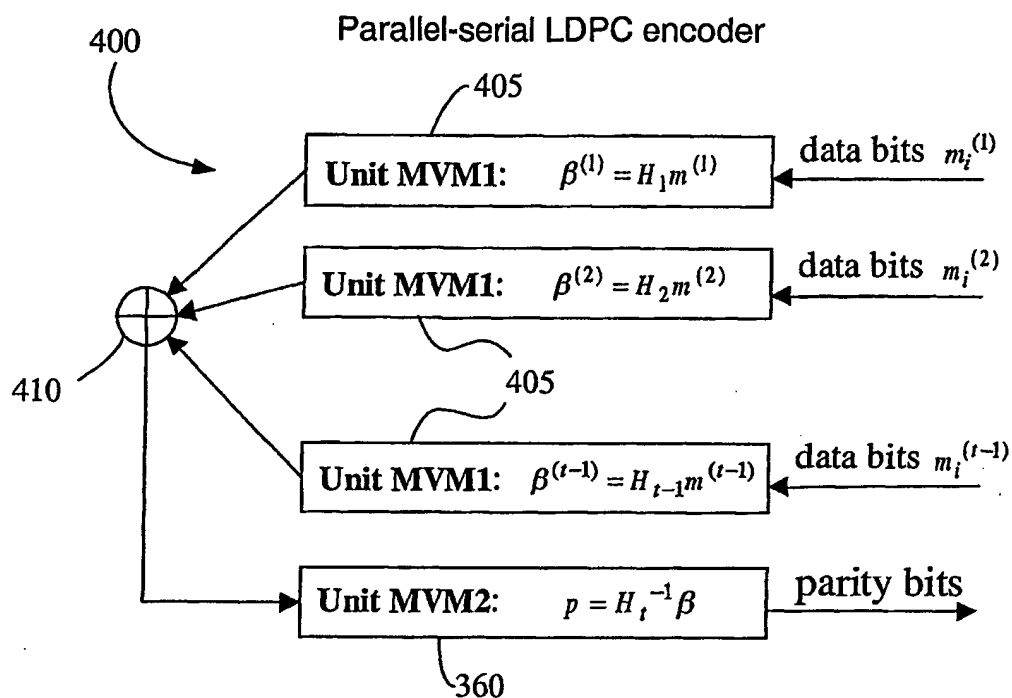 Parallel-serial LDPC encoder
400
405
Unit MVM1: β^(1) = H_1 m^(1)
data bits m_i^(1)
Unit MVM1: β^(2) = H_2 m^(2)
data bits m_i^(2)
410
405
Unit MVM1: β^(t-1) = H_{t-1} m^(t-1)
data bits m_i^(t-1)
Unit MVM2: p = H_t^{-1} β
parity bits
360